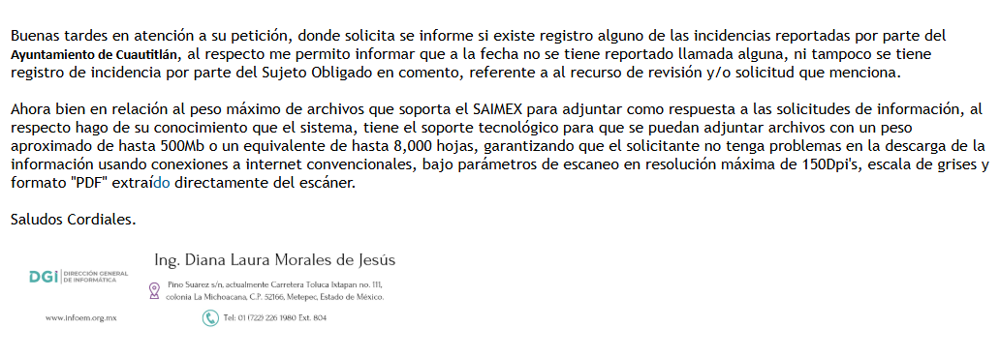 Buenas tardes en atención a su petición, donde solicita se informe si existe registro alguno de las incidencias reportadas por parte del
Ayuntamiento de Cuautitlán, al respecto me permito informar que a la fecha no se tiene reportado llamada alguna, ni tampoco se tiene
registro de incidencia por parte del Sujeto Obligado en comento, referente a al recurso de revisión y/o solicitud que menciona.
Ahora bien en relación al peso máximo de archivos que soporta el SAIMEX para adjuntar como respuesta a las solicitudes de información, al
respecto hago de su conocimiento que el sistema, tiene el soporte tecnológico para que se puedan adjuntar archivos con un peso
aproximado de hasta 500Mb o un equivalente de hasta 8,000 hojas, garantizando que el solicitante no tenga problemas en la descarga de la
información usando conexiones a internet convencionales, bajo parámetros de escaneo en resolución máxima de 150Dpi's, escala de grises y
formato "PDF" extraído directamente del escáner.
Saludos Cordiales.
Ing. Diana Laura Morales de Jesús
DGI DIRECCIÓN GENERAL
DE INFORMÁTICA
Pino Suarez s/n, actualmente Carretera Toluca Ixtapan no. 111,
colonia La Michoacana, C.P. 52166, Metepec, Estado de México.
www.infoem.org.mx
Tel: 01 (722) 226 1980 Ext. 804